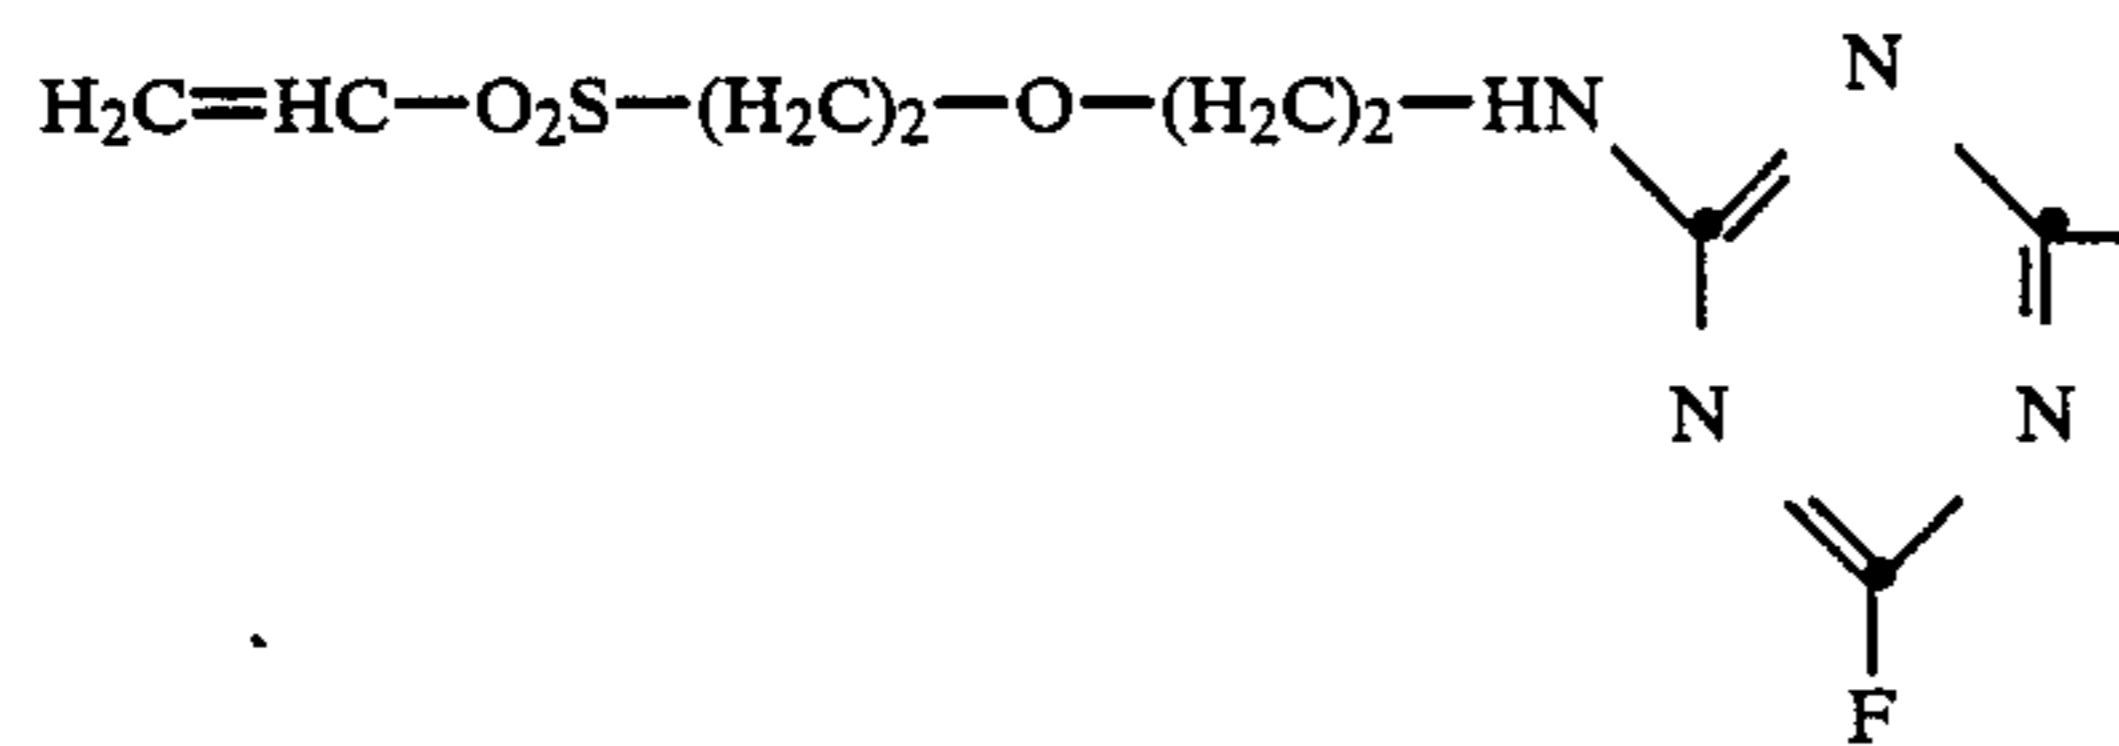 H₂C=HC—O₂S—(H₂C)₂—O—(H₂C)₂—HN
N
N N
F